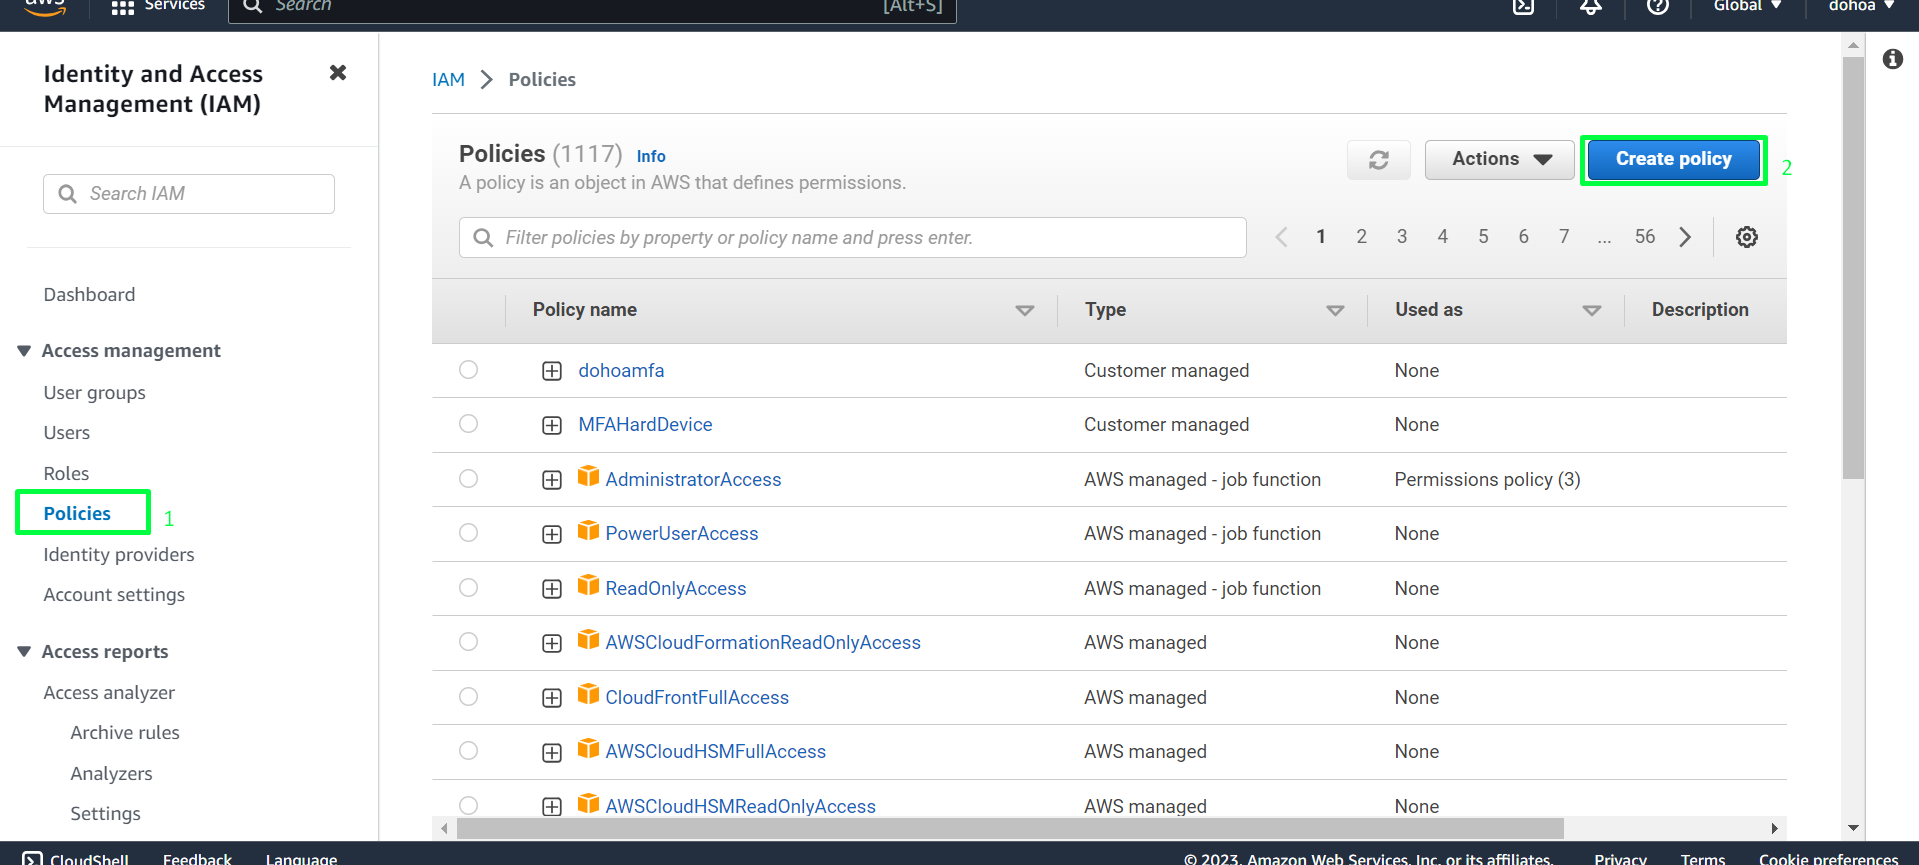 aws
Services
Search
[Alt+S]
Global
dohoa
Identity and Access
Management (IAM)
Search IAM
Dashboard
Access management
User groups
Users
Roles
Policies
1
Identity providers
Account settings
Access reports
Access analyzer
Archive rules
Analyzers
Settings
IAM
Policies
Policies (1117) Info
A policy is an object in AWS that defines permissions.
Actions
Create policy
2
Filter policies by property or policy name and press enter.
1 2 3 4 5 6 7 ... 56
Policy name Type Used as Description
dohoamfa Customer managed None
MFAHardDevice Customer managed None
AdministratorAccess AWS managed - job function Permissions policy (3)
PowerUserAccess AWS managed - job function None
ReadOnlyAccess AWS managed - job function None
AWSCloudFormationReadOnlyAccess AWS managed None
CloudFrontFullAccess AWS managed None
AWSCloudHSMFullAccess AWS managed None
AWSCloudHSMReadOnlyAccess AWS managed None
CloudShell Feedback Language
© 2023, Amazon Web Services, Inc. or its affiliates. Privacy Terms Cookie preferences